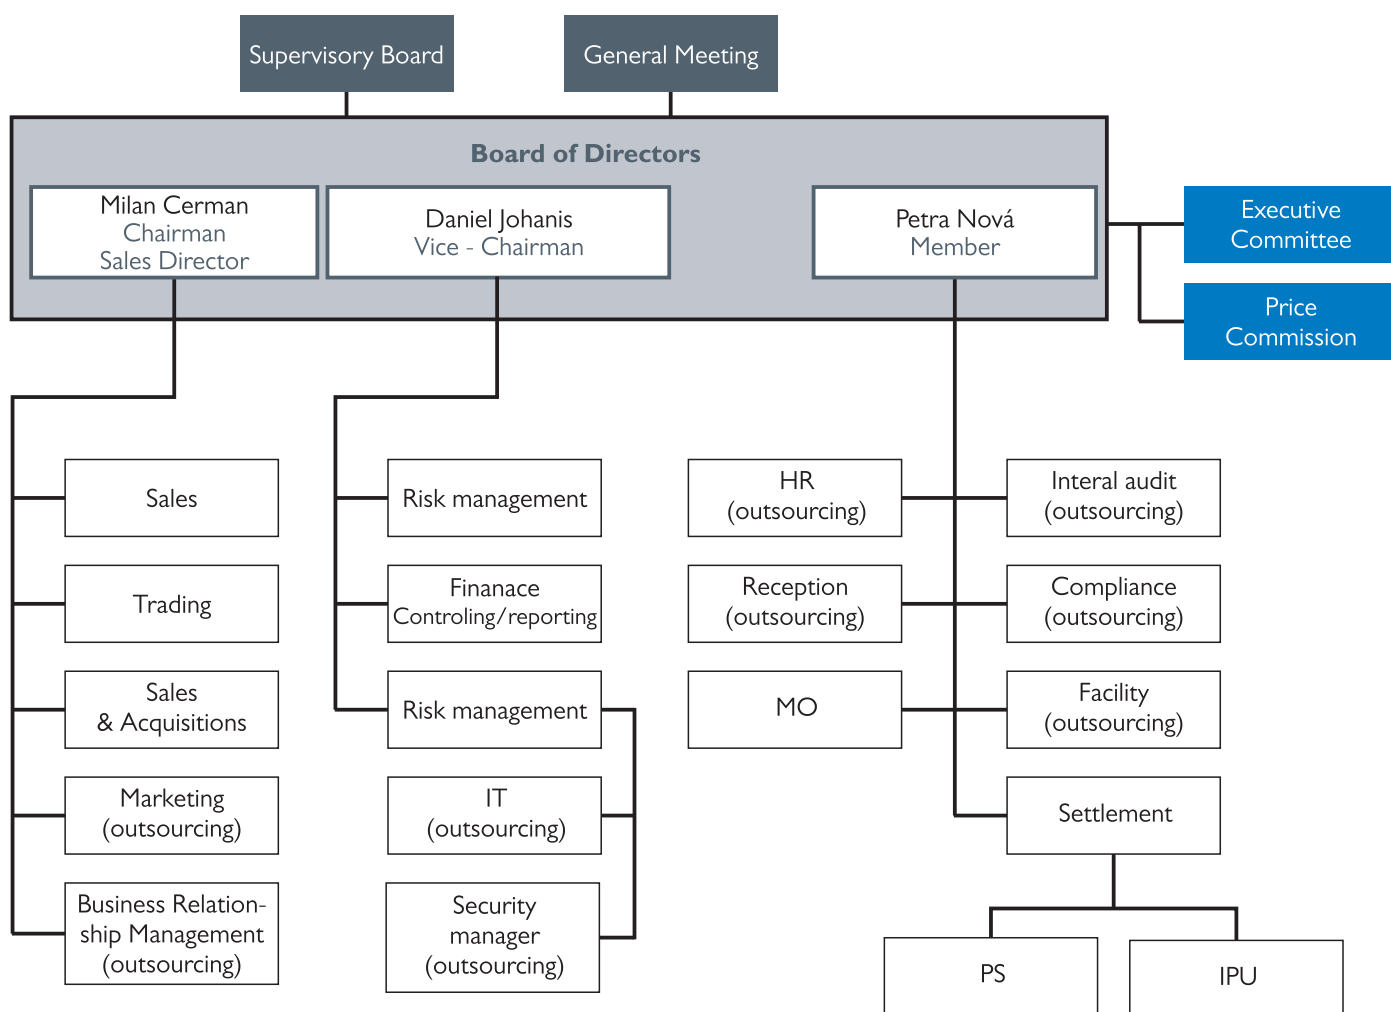 Supervisory Board
General Meeting
Board of Directors
Milan Cerman
Chairman
Sales Director
Daniel Johanis
Vice - Chairman
Petra Nová
Member
Executive
Committee
Price
Commission
Sales
Trading
Sales
& Acquisitions
Marketing
(outsourcing)
Business Relation-
ship Management
(outsourcing)
Risk management
Finanace
Controling/reporting
Risk management
IT
(outsourcing)
Security
manager
(outsourcing)
HR
(outsourcing)
Reception
(outsourcing)
MO
Interal audit
(outsourcing)
Compliance
(outsourcing)
Facility
(outsourcing)
Settlement
PS
IPU